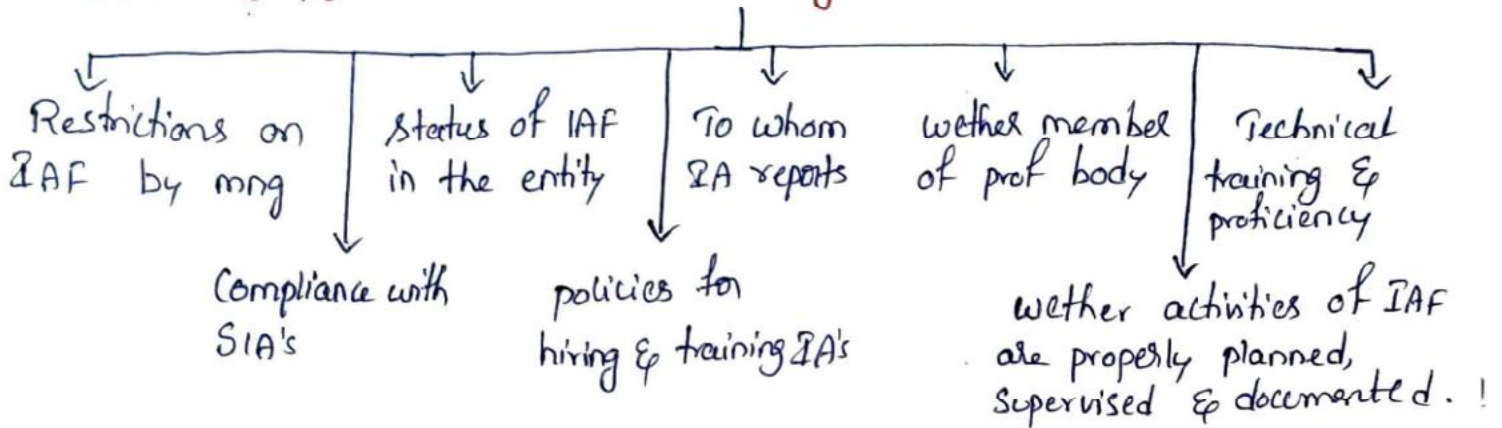 Restrictions on
IAF by mng
Status of IAF
in the entity
To whom
IA reports
wether member
of prof body
Technical
training &
proficiency
Compliance with
SIA's
policies for
hiring & training IA's
wether activities of IAF
are properly planned,
Supervised & documented. !